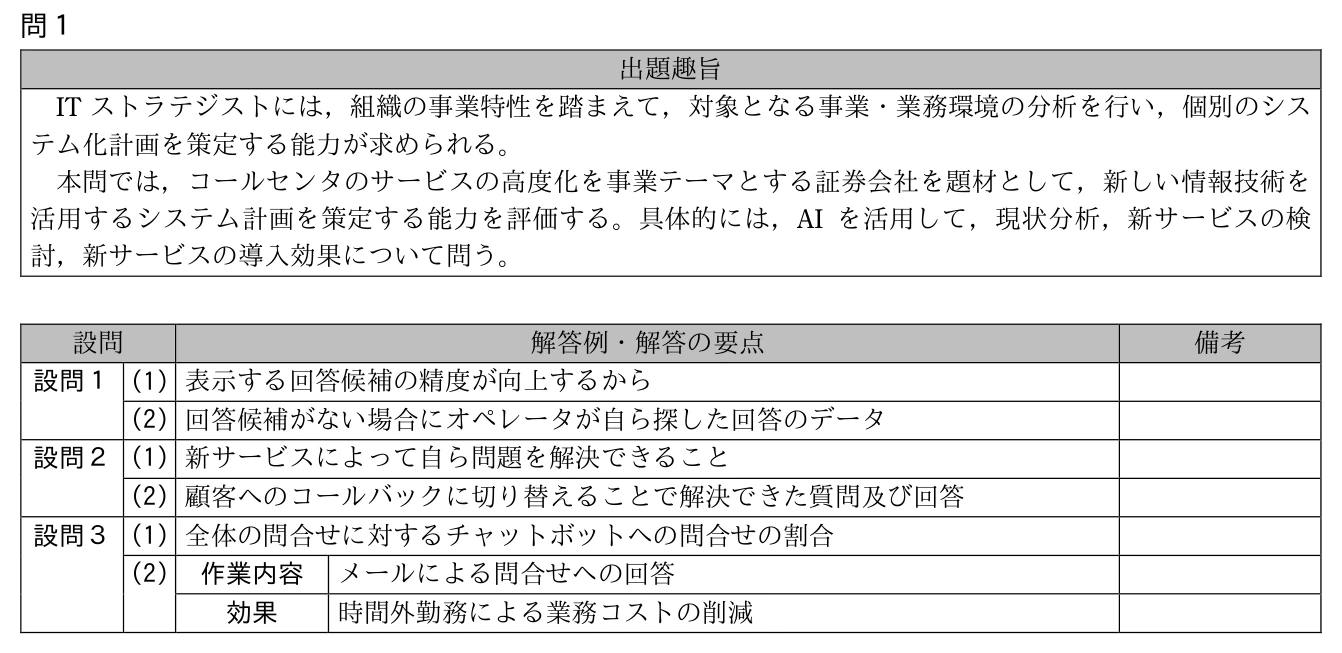 問1
出題趣旨
IT ストラテジストには，組織の事業特性を踏まえて，対象となる事業・業務環境の分析を行い，個別のシス
テム化計画を策定する能力が求められる。
本問では，コールセンタのサービスの高度化を事業テーマとする証券会社を題材として，新しい情報技術を
活用するシステム計画を策定する能力を評価する。具体的には，AI を活用して，現状分析，新サービスの検
討，新サービスの導入効果について問う。
設問 解答例・解答の要点 備考
設問1 (1) 表示する回答候補の精度が向上するから
(2) 回答候補がない場合にオペレータが自ら探した回答のデータ
設問2 (1) 新サービスによって自ら問題を解決できること
(2) 顧客へのコールバックに切り替えることで解決できた質問及び回答
設問3 (1) 全体の問合せに対するチャットボットへの問合せの割合
(2) 作業内容 メールによる問合せへの回答
効果 時間外勤務による業務コストの削減